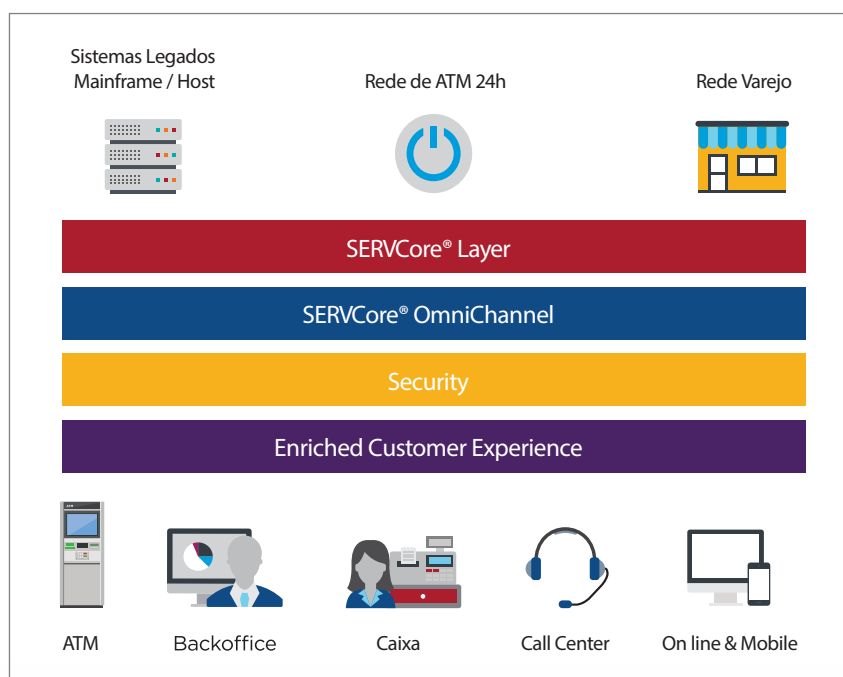 Sistemas Legados
Mainframe / Host
Rede de ATM 24h
Rede Varejo
SERVCore® Layer
SERVCore® OmniChannel
Security
Enriched Customer Experience
ATM
ATM
Backoffice
Caixa
Call Center
On line & Mobile